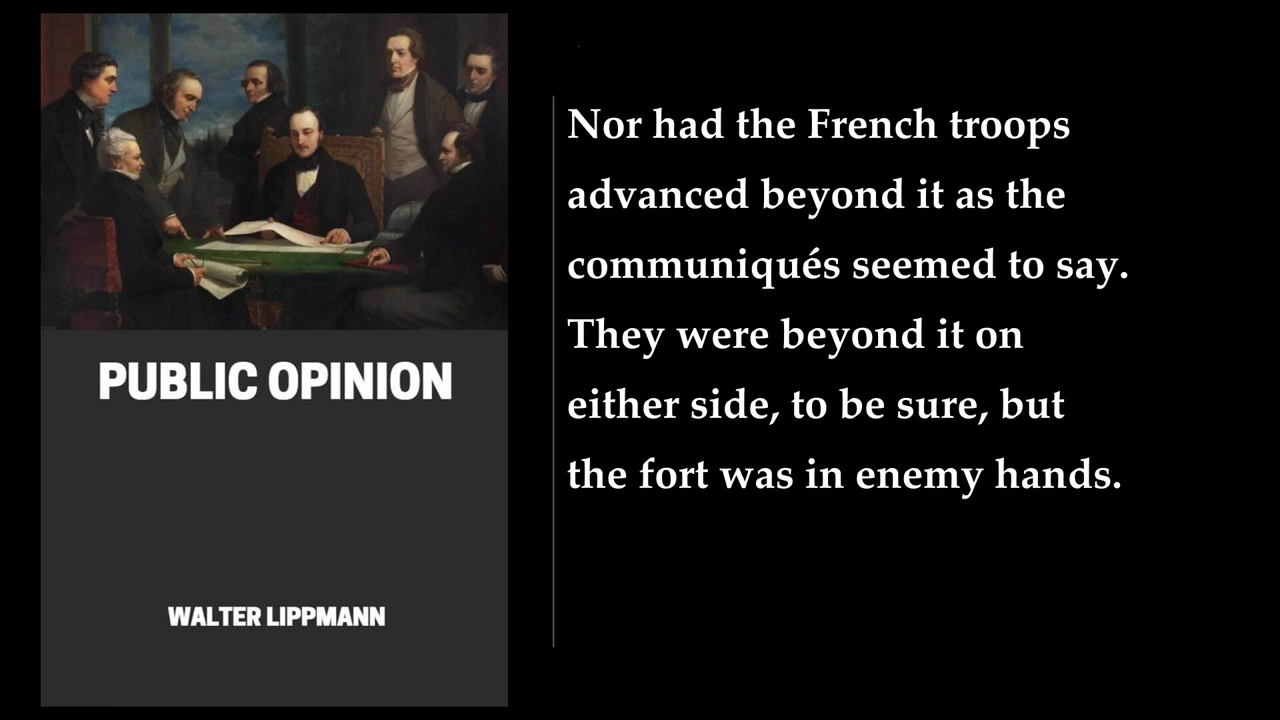 PUBLIC OPINION
WALTER LIPPMANN
Nor had the French troops
advanced beyond it as the
communiqués seemed to say.
They were beyond it on
either side, to be sure, but
the fort was in enemy hands.